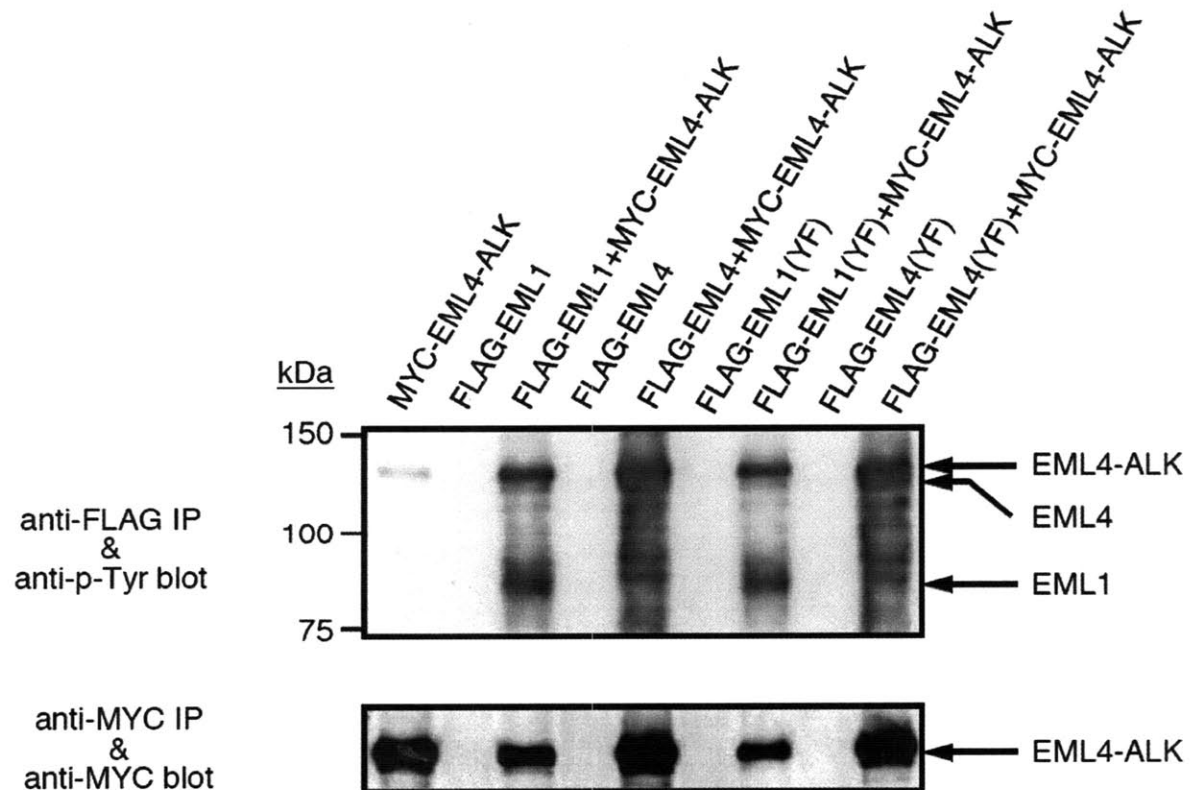 MYC-EML4-ALK
FLAG-EML1
FLAG-EML1+MYC-EML4-ALK
FLAG-EML4
FLAG-EML4+MYC-EML4-ALK
FLAG-EML1(YF)
FLAG-EML1(YF)+MYC-EML4-ALK
FLAG-EML4(YF)
FLAG-EML4(YF)+MYC-EML4-ALK
kDa
150
100
75
anti-FLAG IP
&
anti-p-Tyr blot
EML4-ALK
EML4
EML1
anti-MYC IP
&
anti-MYC blot
EML4-ALK